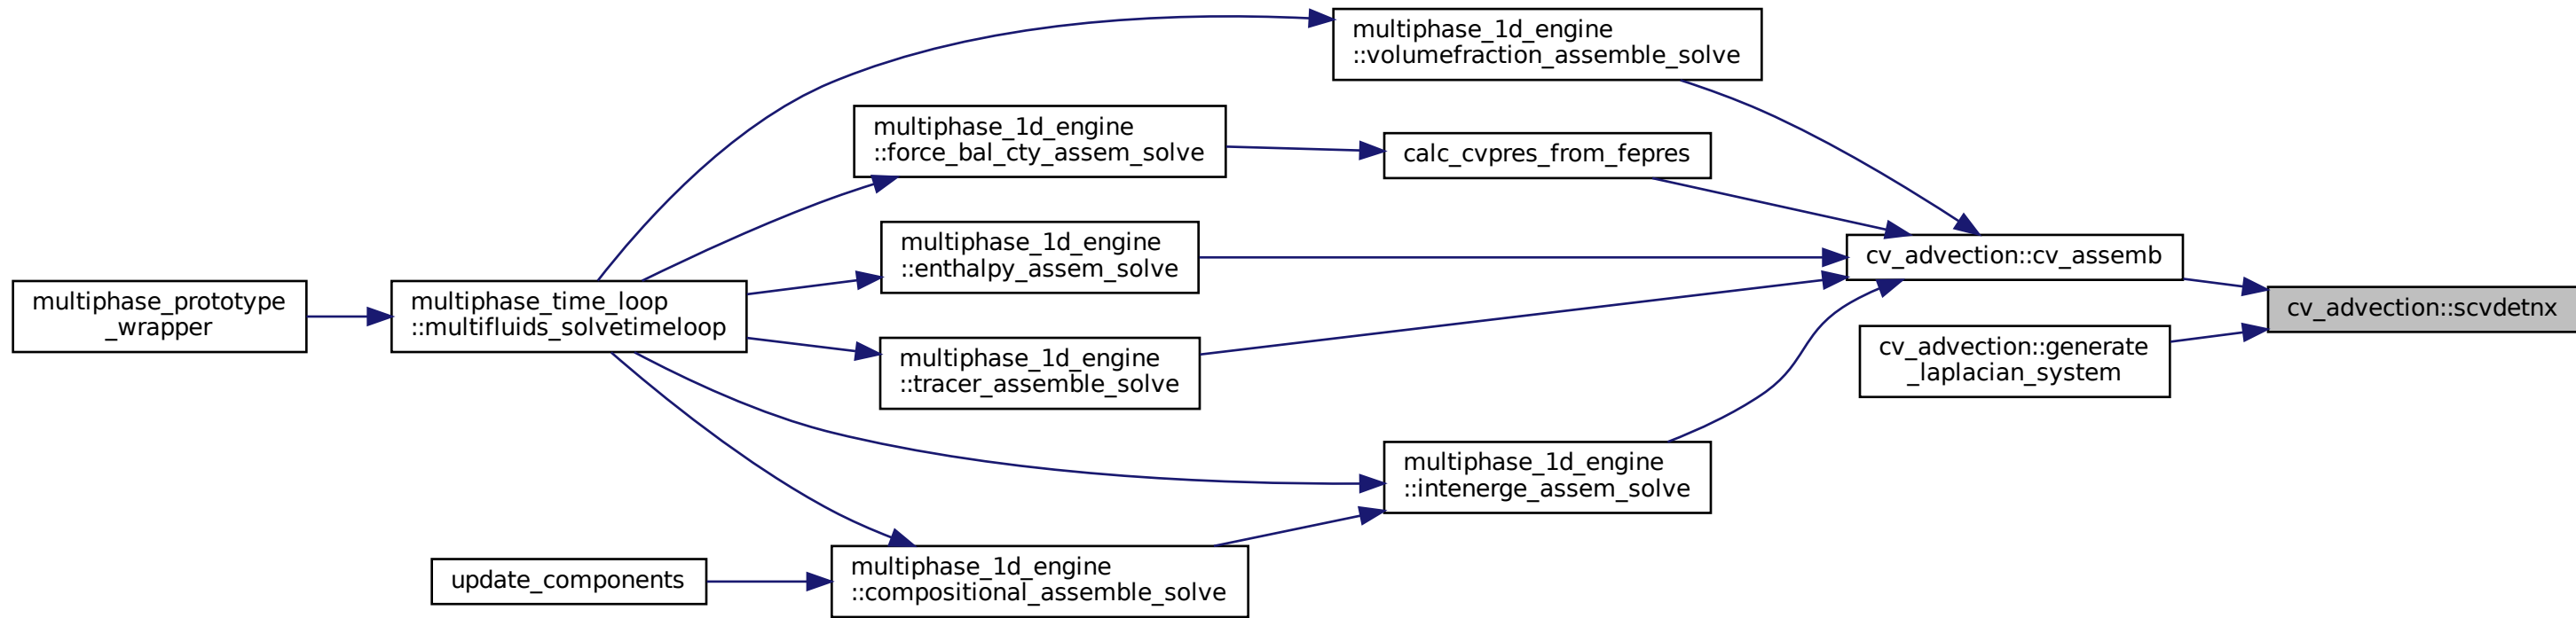 multiphase_1d_engine
::volumefraction_assemble_solve
multiphase_1d_engine
::force_bal_cty_assem_solve
calc_cvpres_from_fepres
multiphase_1d_engine
::enthalpy_assem_solve
cv_advection::cv_assemb
multiphase_prototype
_wrapper
multiphase_time_loop
::multifluids_solvetimeloop
cv_advection::scvdetnx
multiphase_1d_engine
::tracer_assemble_solve
cv_advection::generate
_laplacian_system
multiphase_1d_engine
::intenerge_assem_solve
update_components
multiphase_1d_engine
::compositional_assemble_solve